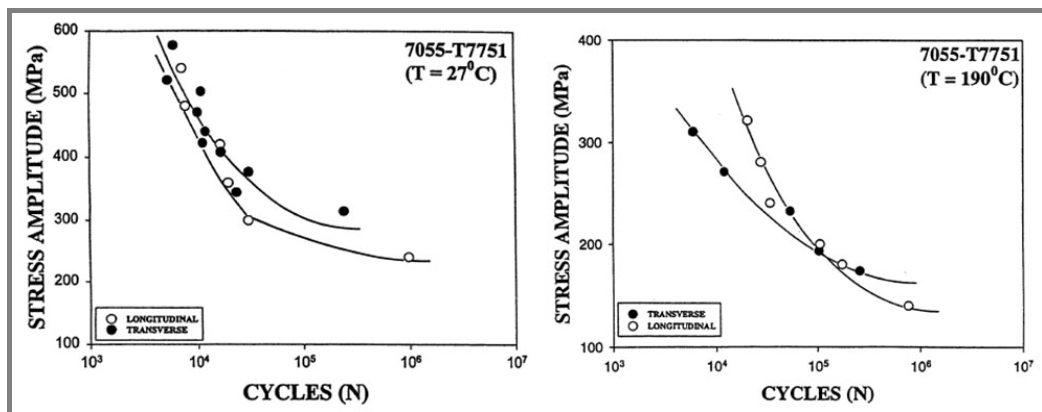 600
500
400
300
200
100
STRESS AMPLITUDE (MPa)
7055-T7751
(T = 27⁰C)
LONGITUDINAL
TRANSVERSE
10³
10⁴
10⁵
10⁶
10⁷
CYCLES (N)
400
300
200
100
STRESS AMPLITUDE (MPa)
7055-T7751
(T = 190⁰C)
TRANSVERSE
LONGITUDINAL
10³
10⁴
10⁵
10⁶
10⁷
CYCLES (N)